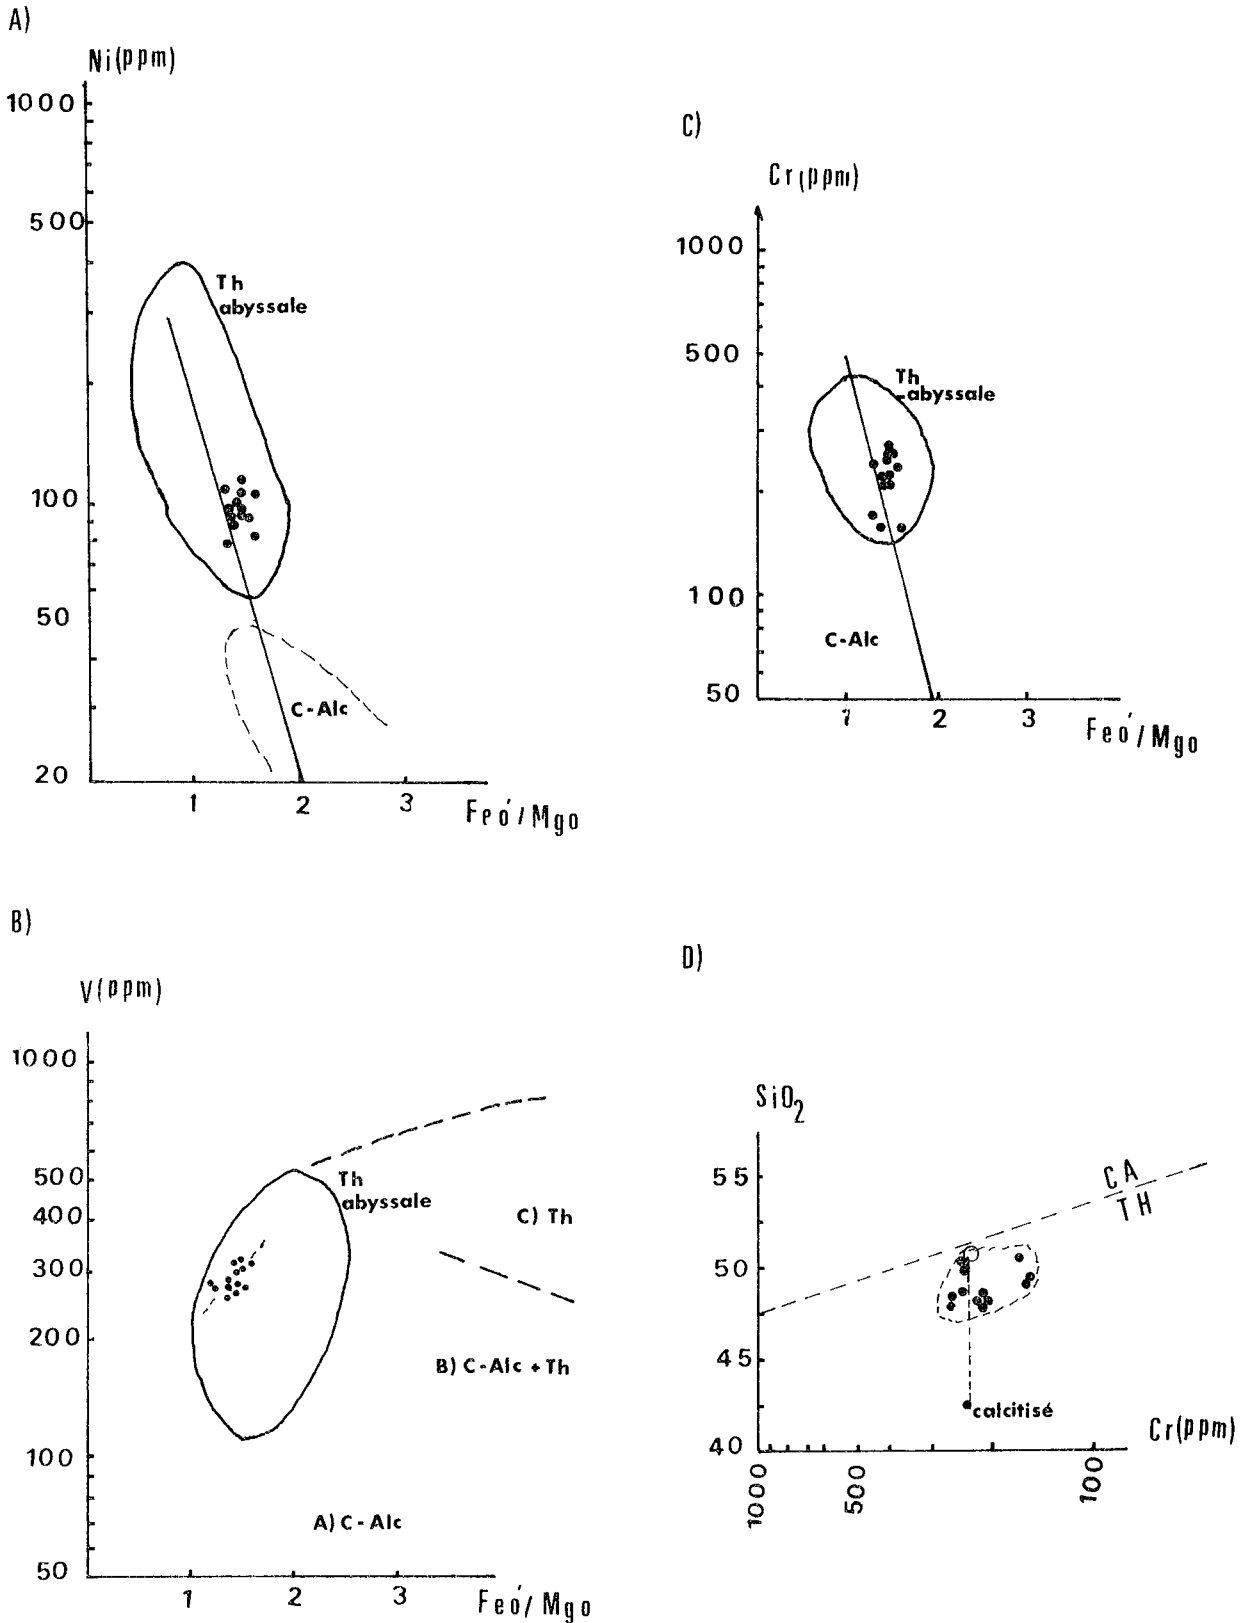 A)
Ni(ppm)
1000
500
100
50
20
Th
abyssale
C-Alc
1
2
3
Feó/Mgo
C)
Cr(ppm)
1000
500
100
50
Th
abyssale
C-Alc
1
2
3
Feó/Mgo
B)
V(ppm)
1000
500
400
300
200
100
50
Th
abyssale
C) Th
B) C-Alc + Th
A) C-Alc
1
2
3
Feó/Mgo
D)
SiO2
55
50
45
40
CA
TH
calcitisé
Cr(ppm)
1000
500
100